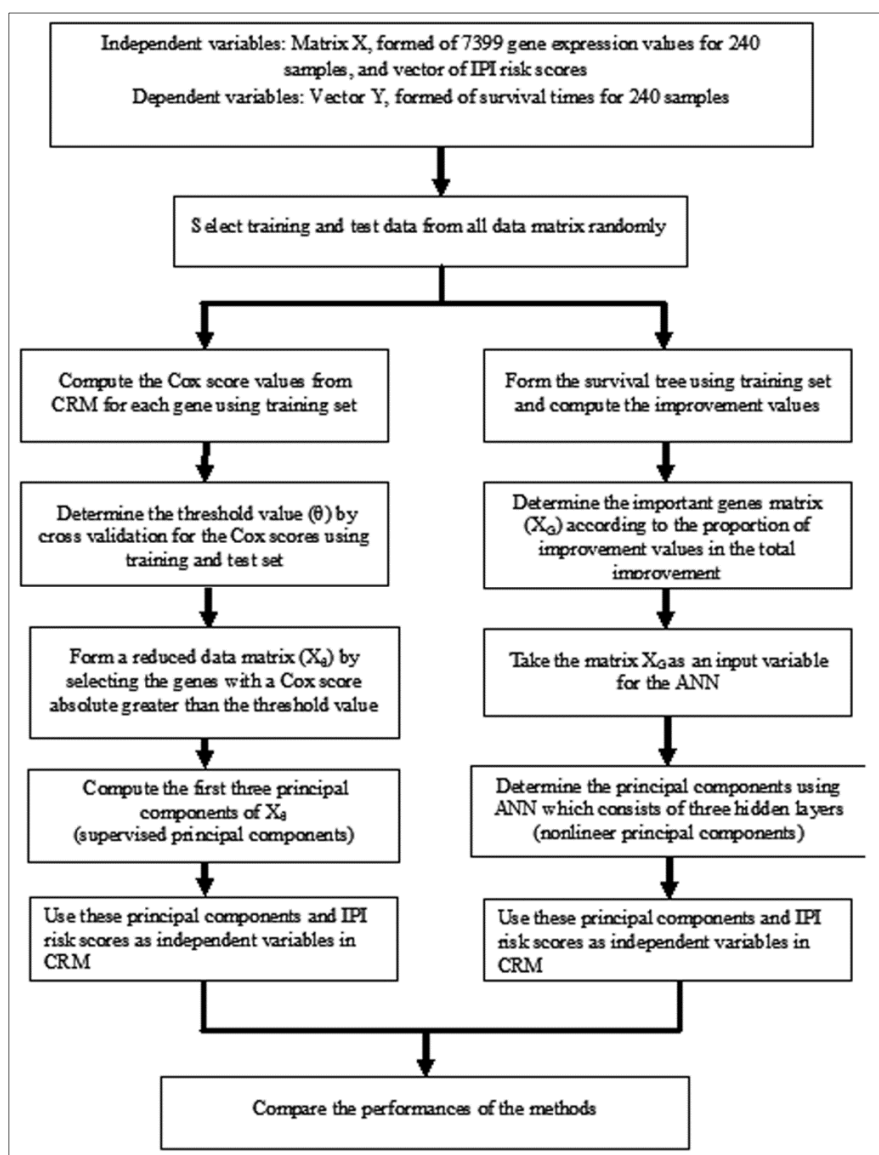 Independent variables: Matrix X, formed of 7399 gene expression values for 240
samples, and vector of IPI risk scores
Dependent variables: Vector Y, formed of survival times for 240 samples
Select training and test data from all data matrix randomly
Compute the Cox score values from
CRM for each gene using training set
Determine the threshold value (θ) by
cross validation for the Cox scores using
training and test set
Form a reduced data matrix (Xθ) by
selecting the genes with a Cox score
absolute greater than the threshold value
Compute the first three principal
components of Xθ
(supervised principal components)
Use these principal components and IPI
risk scores as independent variables in
CRM
Form the survival tree using training set
and compute the improvement values
Determine the important genes matrix
(XG) according to the proportion of
improvement values in the total
improvement
Take the matrix XG as an input variable
for the ANN
Determine the principal components using
ANN which consists of three hidden layers
(nonlineer principal components)
Use these principal components and IPI
risk scores as independent variables in
CRM
Compare the performances of the methods